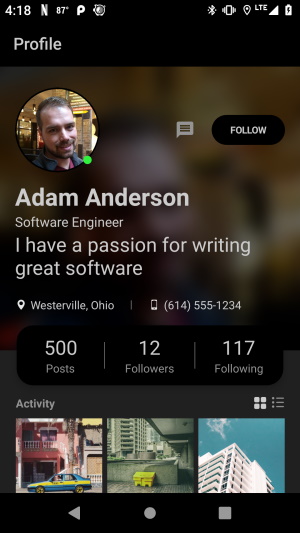 4:18 N 87° P LTE
Profile
FOLLOW
Adam Anderson
Software Engineer
I have a passion for writing
great software
Westerville, Ohio | (614) 555-1234
500 12 117
Posts Followers Following
Activity